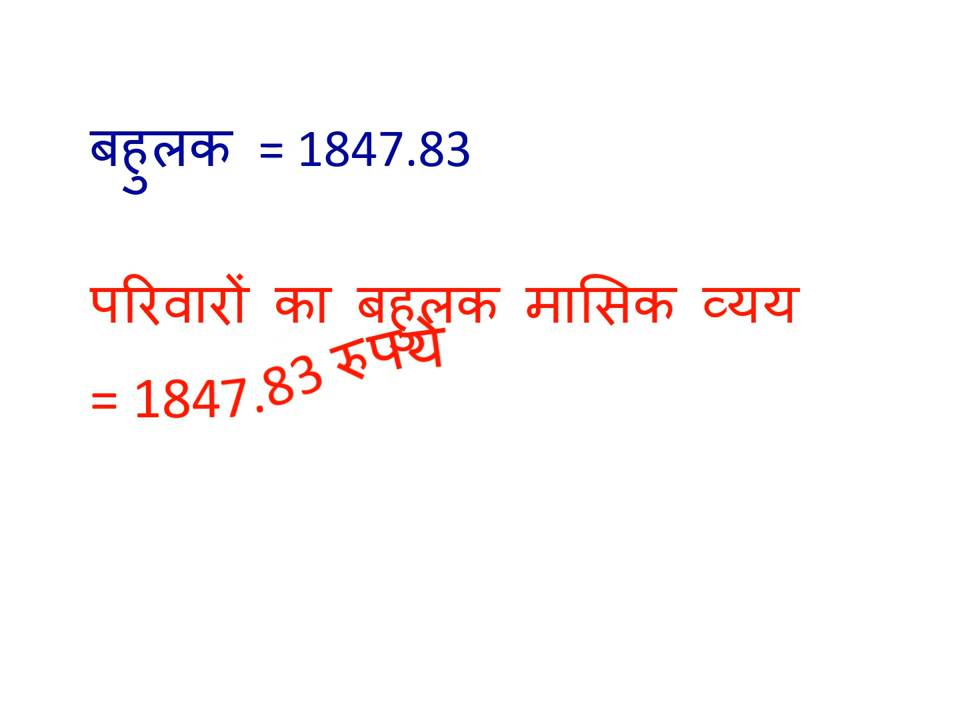 बहुलक = 1847.83
परिवारों का बहुलक मासिक व्यय
= 1847.83 रुपये